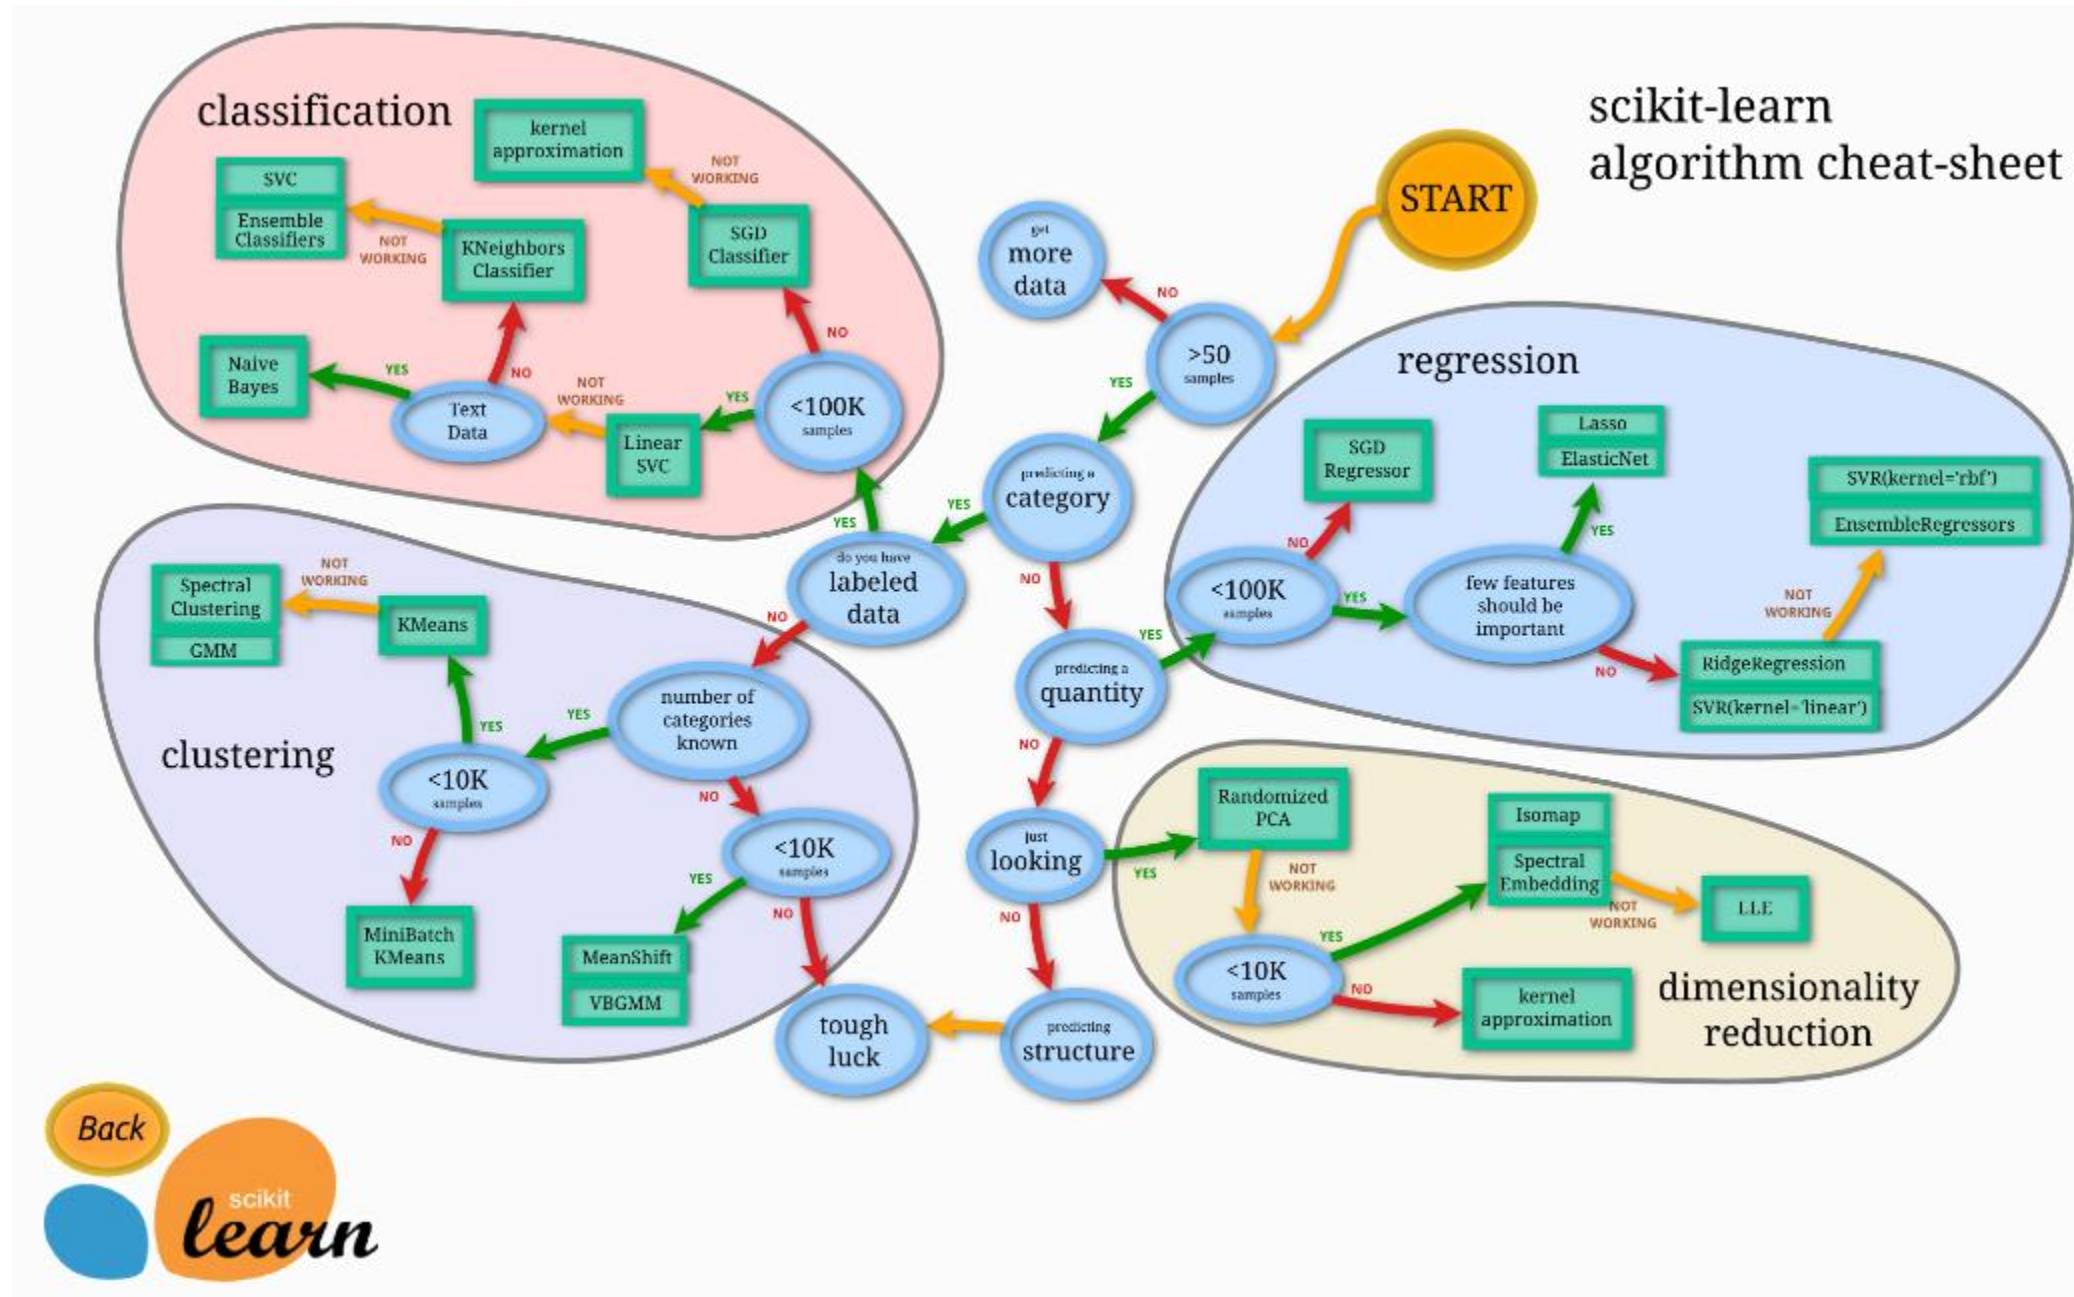 scikit-learn
algorithm cheat-sheet
START
classification
kernel
approximation
NOT
WORKING
SVC
Ensemble
Classifiers
NOT
WORKING
KNeighbors
Classifier
SGD
Classifier
NO
Naive
Bayes
YES
NO
Text
Data
NOT
WORKING
Linear
SVC
YES
<100K
samples
get
more
data
NO
>50
samples
YES
predicting a
category
YES
YES
do you have
labeled
data
NO
NO
predicting a
quantity
YES
NO
just
looking
YES
NO
predicting
structure
tough
luck
regression
SGD
Regressor
Lasso
ElasticNet
SVR(kernel='rbf')
EnsembleRegressors
NO
YES
<100K
samples
YES
few features
should be
important
NOT
WORKING
NO
RidgeRegression
SVR(kernel='linear')
clustering
Spectral
Clustering
GMM
NOT
WORKING
KMeans
YES
YES
number of
categories
known
<10K
samples
NO
NO
<10K
samples
YES
NO
MiniBatch
KMeans
MeanShift
VBGMM
Randomized
PCA
NOT
WORKING
Isomap
Spectral
Embedding
NOT
WORKING
LLE
YES
<10K
samples
NO
kernel
approximation
dimensionality
reduction
Back
scikit
learn